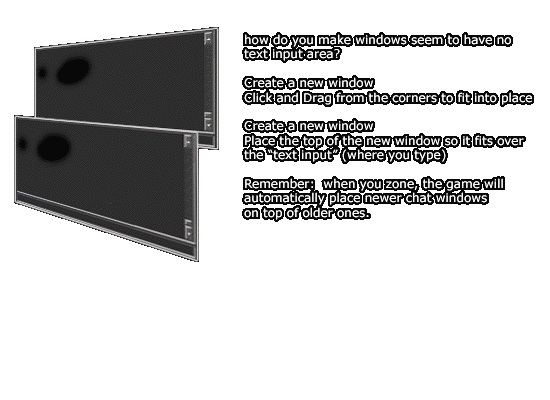 how do you make windows seem to have no
text input area?
Create a new window
Click and Drag from the corners to fit into place
Create a new window
Place the top of the new window so it fits over
the "text input" (where you type)
Remember:  when you zone, the game will
automatically place newer chat windows
on top of older ones.